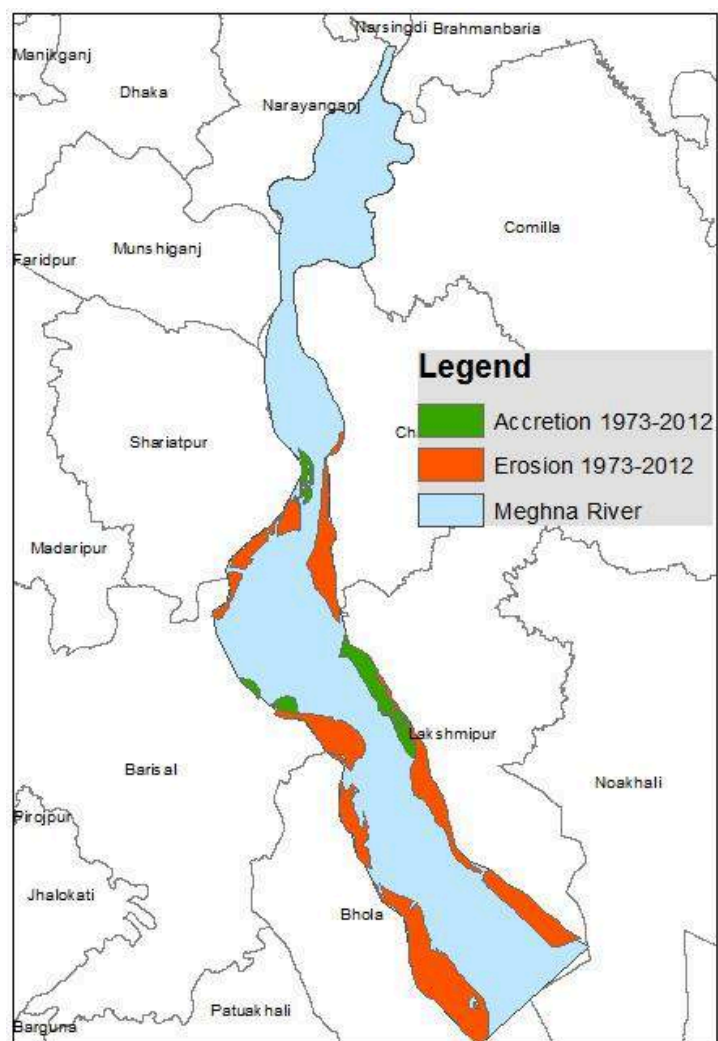 Narsingdi
Brahmanbaria
Manikganj
Dhaka
Narayanganj
Comilla
Munshiganj
Faridpur
Legend
Accretion 1973-2012
Shariatpur
Ch
Erosion 1973-2012
Meghna River
Madaripur
Lakshmipur
Barisal
Noakhali
Pirojpur
Jhalokati
Bhola
Patuakhali
Barguna